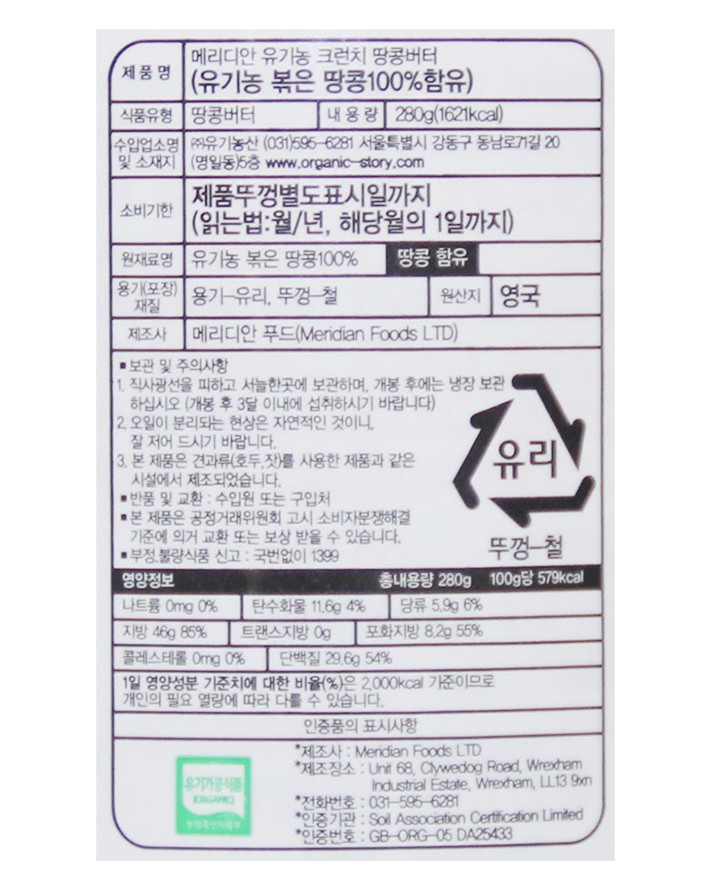 제품명
메리디안 유기농 크런치 땅콩버터
(유기농 볶은 땅콩100%함유)
식품유형 땅콩버터 내용량 280g(1621kcal)
수입업소명 및 소재지
㈜유기농산 (031)595-6281 서울특별시 강동구 동남로71길 20
(명일동)5층 www.organic-story.com
소비기한
제품뚜껑별도표시일까지
(읽는법:월/년, 해당월의 1일까지)
원재료명 유기농 볶은 땅콩100% 땅콩 함유
용기(포장)재질 용기-유리, 뚜껑-철 원산지 영국
제조사 메리디안 푸드(Meridian Foods LTD)
■ 보관 및 주의사항
1. 직사광선을 피하고 서늘한곳에 보관하며, 개봉 후에는 냉장 보관
하십시오 (개봉 후 3달 이내에 섭취하시기 바랍니다)
2. 오일이 분리되는 현상은 자연적인 것이니,
잘 저어 드시기 바랍니다.
3. 본 제품은 견과류(호두,잣)를 사용한 제품과 같은
시설에서 제조되었습니다.
■ 반품 및 교환 : 수입원 또는 구입처
■ 본 제품은 공정거래위원회 고시 소비자분쟁해결
기준에 의거 교환 또는 보상 받을 수 있습니다.
■ 부정,불량식품 신고 : 국번없이 1399
유리
뚜껑-철
영양정보 총내용량 280g 100g당 579kcal
나트륨 0mg 0% 탄수화물 11.6g 4% 당류 5.9g 6%
지방 46g 85% 트랜스지방 0g 포화지방 8.2g 55%
콜레스테롤 0mg 0% 단백질 29.6g 54%
1일 영양성분 기준치에 대한 비율(%)은 2,000kcal 기준이므로
개인의 필요 열량에 따라 다를 수 있습니다.
인증품의 표시사항
유기가공식품
(ORGANIC)
농림축산식품부
*제조사 : Meridian Foods LTD
*제조장소 : Unit 68, Clywedog Road, Wrexham
Industrial Estate, Wrexham, LL13 9xn
*전화번호 : 031-595-6281
*인증기관 : Soil Association Certification Limited
*인증번호 : GB-ORG-05 DA25433